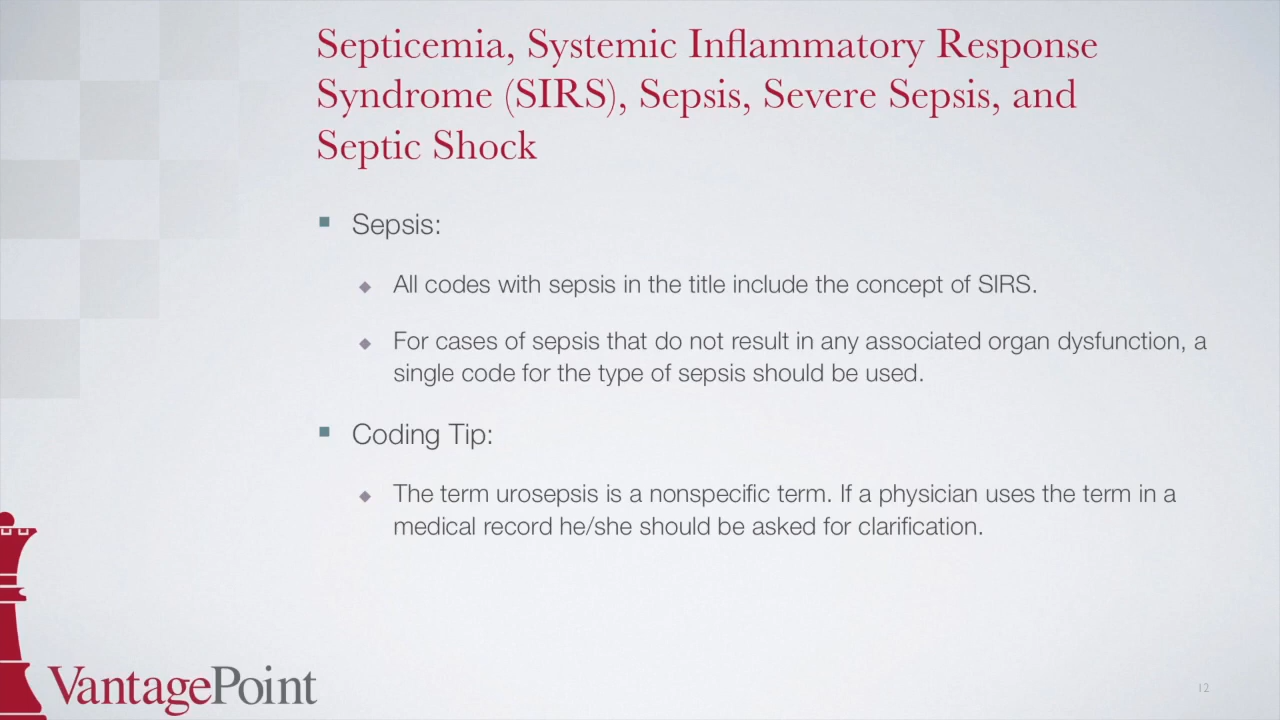 Septicemia, Systemic Inflammatory Response
Syndrome (SIRS), Sepsis, Severe Sepsis, and
Septic Shock
Sepsis:
All codes with sepsis in the title include the concept of SIRS.
For cases of sepsis that do not result in any associated organ dysfunction, a
single code for the type of sepsis should be used.
Coding Tip:
The term urosepsis is a nonspecific term. If a physician uses the term in a
medical record he/she should be asked for clarification.
VantagePoint
12